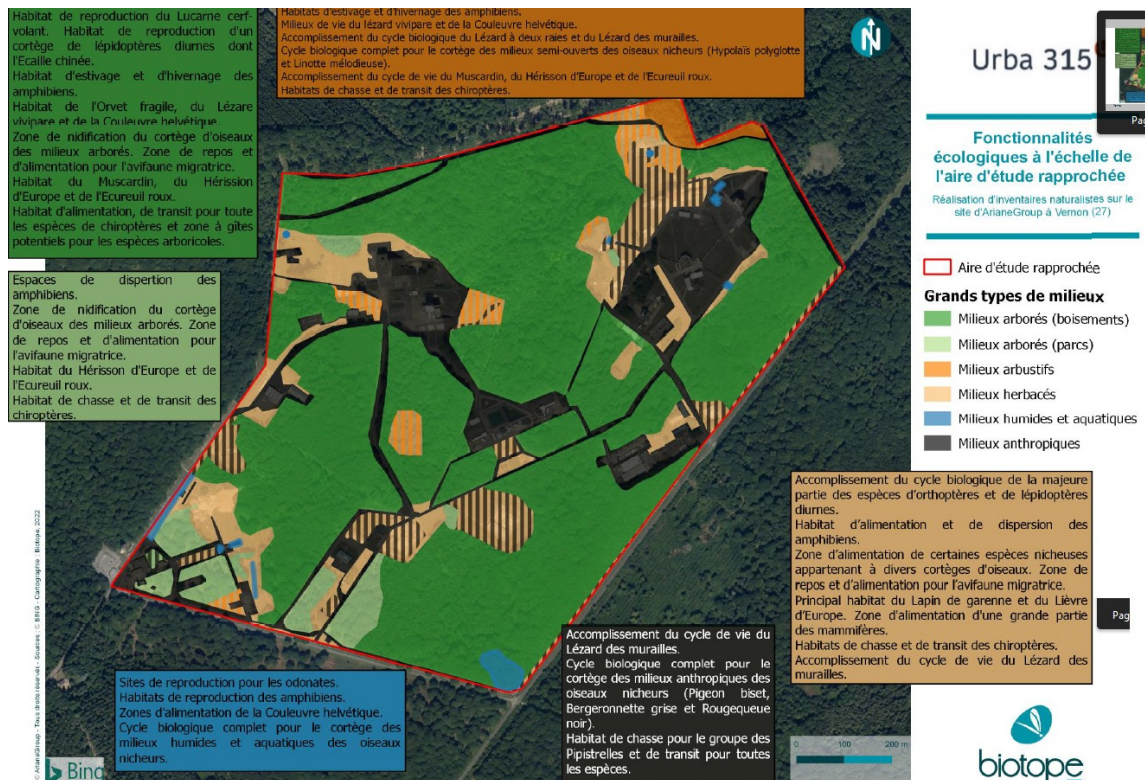 Habitat de reproduction du Lucarne cerf-
volant. Habitat de reproduction d'un
cortège de lépidoptères diurnes dont
l'Ecaille chinée.
Habitat d'estivage et d'hivernage des
amphibiens.
Habitat de l'Orvet fragile, du Lézare
vivipare et de la Couleuvre helvétique.
Zone de nidification du cortège d'oiseaux
des milieux arborés. Zone de repos et
d'alimentation pour l'avifaune migratrice.
Habitat du Muscardin, du Hérission
d'Europe et de l'Ecureuil roux.
Habitat d'alimentation, de transit pour toute
les espèces de chiroptères et zone à gîtes
potentiels pour les espèces arboricoles.
Habitats d'estivage et d'hivernage des amphibiens.
Milieux de vie du lézard vivipare et de la Couleuvre helvétique.
Accomplissement du cycle biologique du Lézard à deux raies et du Lézard des murailles.
Cycle biologique complet pour le cortège des milieux semi-ouverts des oiseaux nicheurs (Hypolaïs polyglotte
et Linotte mélodieuse).
Accomplissement du cycle de vie du Muscardin, du Hérisson d'Europe et de l'Ecureuil roux.
Habitats de chasse et de transit des chiroptères.
N
Urba 315
Pag
Fonctionnalités
écologiques à l'échelle de
l'aire d'étude rapprochée
Réalisation d'inventaires naturalistes sur le
site d'ArianeGroup à Vernon (27)
Aire d'étude rapprochée
Grands types de milieux
Milieux arborés (boisements)
Milieux arborés (parcs)
Milieux arbustifs
Milieux herbacés
Milieux humides et aquatiques
Milieux anthropiques
Espaces de dispertion des
amphibiens.
Zone de nidification du cortège
d'oiseaux des milieux arborés. Zone
de repos et d'alimentation pour
l'avifaune migratrice.
Habitat du Hérisson d'Europe et de
l'Ecureuil roux.
Habitat de chasse et de transit des
chiroptères.
Accomplissement du cycle biologique de la majeure
partie des espèces d'orthoptères et de lépidoptères
diurnes.
Habitat d'alimentation et de dispersion des
amphibiens.
Zone d'alimentation de certaines espèces nicheuses
appartenant à divers cortèges d'oiseaux. Zone de
repos et d'alimentation pour l'avifaune migratrice.
Principal habitat du Lapin de garenne et du Lièvre
d'Europe. Zone d'alimentation d'une grande partie
des mammifères.
Habitats de chasse et de transit des chiroptères.
Accomplissement du cycle de vie du Lézard des
murailles.
Pag
Accomplissement du cycle de vie du
Lézard des murailles.
Cycle biologique complet pour le
cortège des milieux anthropiques des
oiseaux nicheurs (Pigeon biset,
Bergeronnette grise et Rougequeue
noir).
Habitat de chasse pour le groupe des
Pipistrelles et de transit pour toutes
les espèces.
Sites de reproduction pour les odonates.
Habitats de reproduction des amphibiens.
Zones d'alimentation de la Couleuvre helvétique.
Cycle biologique complet pour le cortège des
milieux humides et aquatiques des oiseaux
nicheurs.
© ArianeGroup - Tous droits réservés - Sources : © BING - Cartographie : Biotope, 2022
Bing
0 100 200 m
biotope